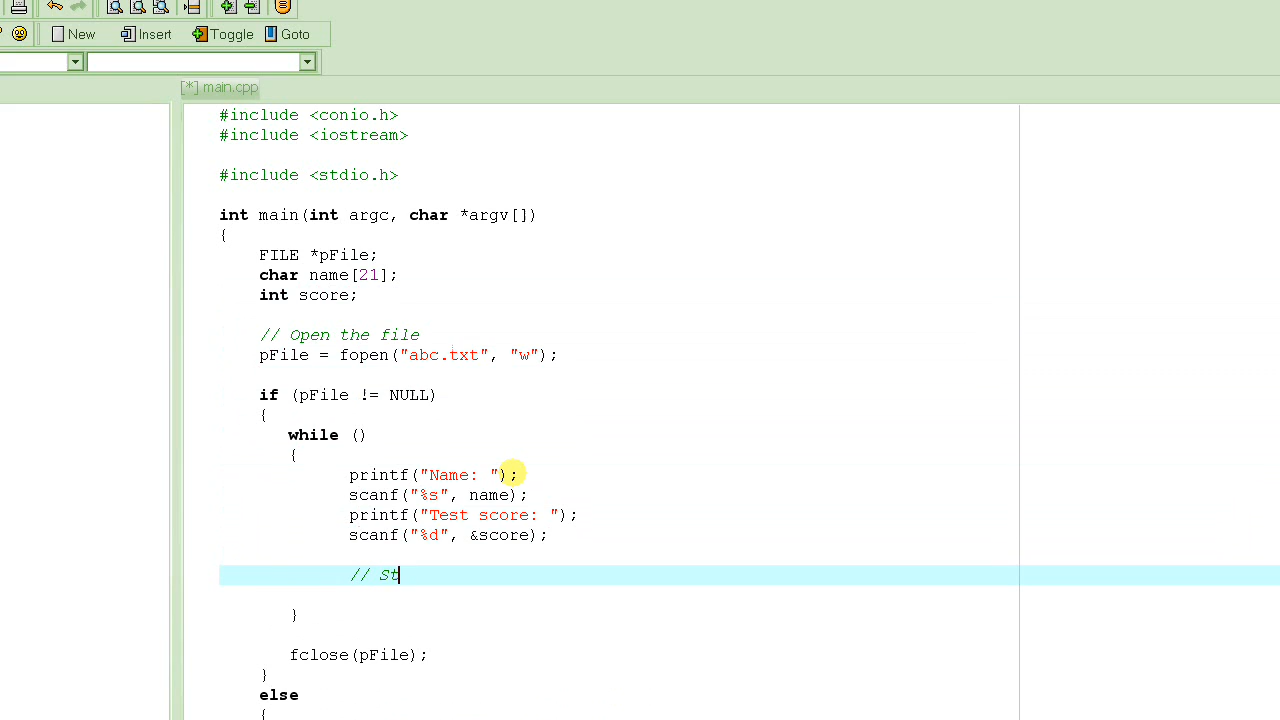 New Insert Toggle Goto
[*] main.cpp
#include <conio.h>
#include <iostream>
#include <stdio.h>
int main(int argc, char *argv[])
{
FILE *pFile;
char name[21];
int score;
// Open the file
pFile = fopen("abc.txt", "w");
if (pFile != NULL)
{
while ()
{
printf("Name: ");
scanf("%s", name);
printf("Test score: ");
scanf("%d", &score);
// St
}
fclose(pFile);
}
else
{